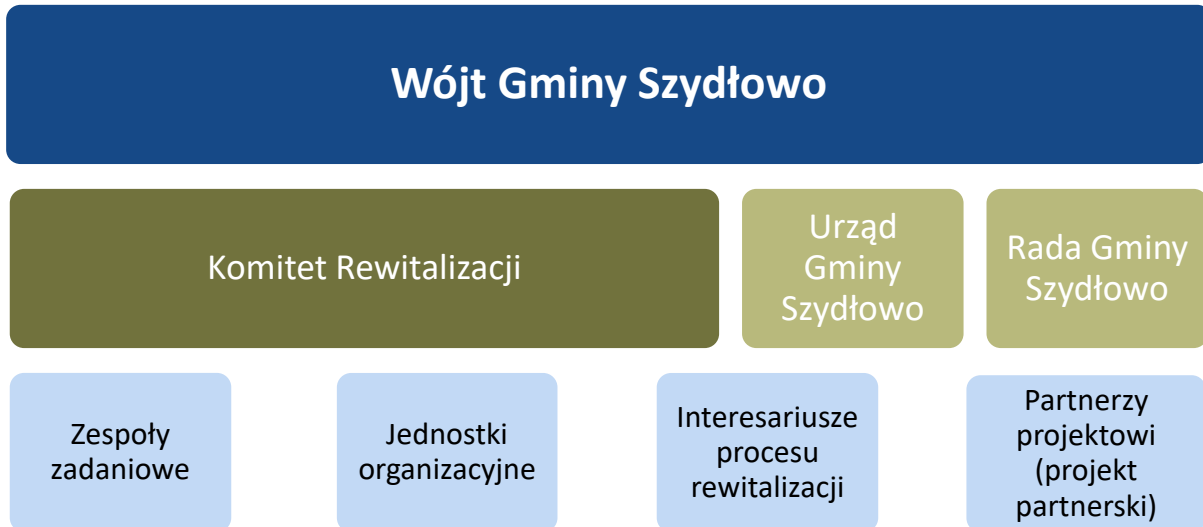 Wójt Gminy Szydłowo
Komitet Rewitalizacji
Urząd
Gminy
Szydłowo
Rada Gminy
Szydłowo
Zespoły
zadaniowe
Jednostki
organizacyjne
Interesariusze
procesu
rewitalizacji
Partnerzy
projektowi
(projekt
partnerski)